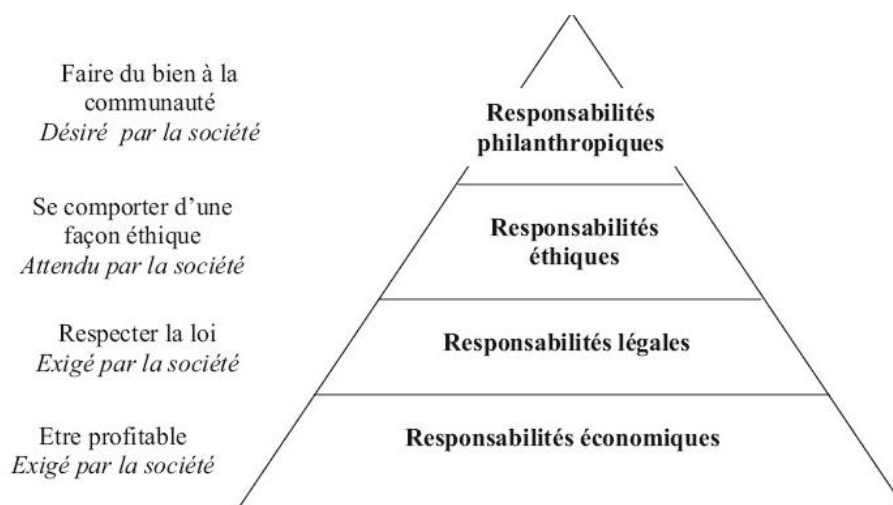 Faire du bien à la
communauté
Désiré par la société
Responsabilités
philanthropiques
Se comporter d'une
façon éthique
Attendu par la société
Responsabilités
éthiques
Respecter la loi
Exigé par la société
Responsabilités légales
Etre profitable
Exigé par la société
Responsabilités économiques